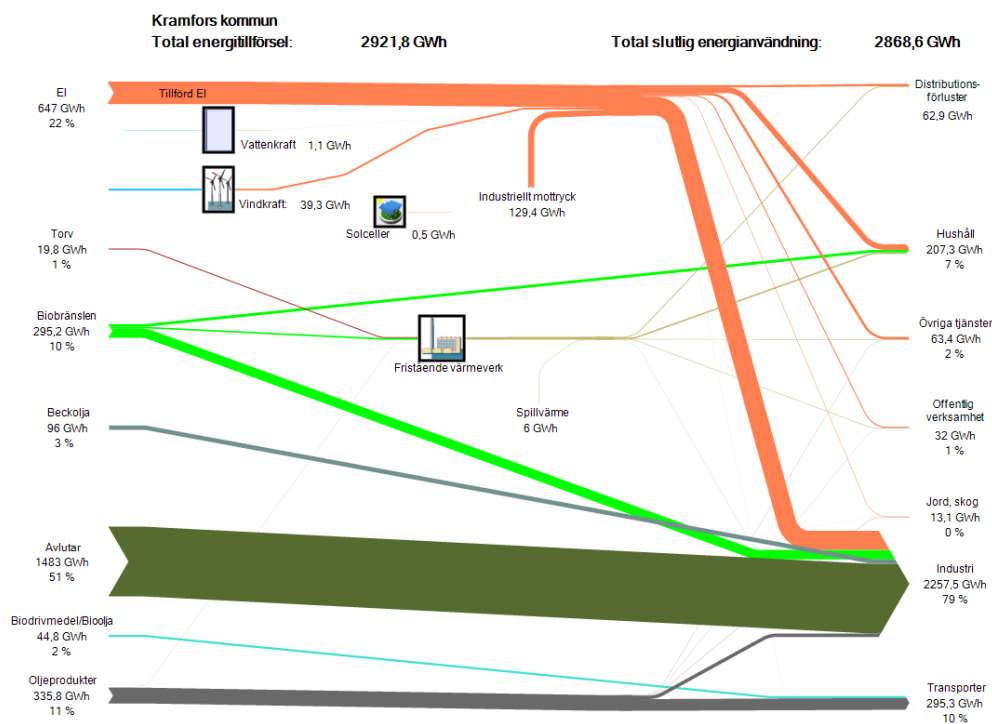 Kramfors kommun
Total energitillförsel: 2921,8 GWh Total slutlig energianvändning: 2868,6 GWh
El
647 GWh
22 %
Tillförd El
Vattenkraft 1,1 GWh
Vindkraft: 39,3 GWh
Solceller 0,5 GWh
Industriellt mottryck
129,4 GWh
Distributions-
förluster
62,9 GWh
Torv
19,8 GWh
1 %
Hushåll
207,3 GWh
7 %
Biobränslen
295,2 GWh
10 %
Fristående värmeverk
Övriga tjänster
63,4 GWh
2 %
Beckolja
96 GWh
3 %
Spillvärme
6 GWh
Offentlig
verksamhet
32 GWh
1 %
Jord, skog
13,1 GWh
0 %
Avlutar
1483 GWh
51 %
Industri
2257,5 GWh
79 %
Biodrivmedel/Bioolja
44,8 GWh
2 %
Oljeprodukter
335,8 GWh
11 %
Transporter
295,3 GWh
10 %